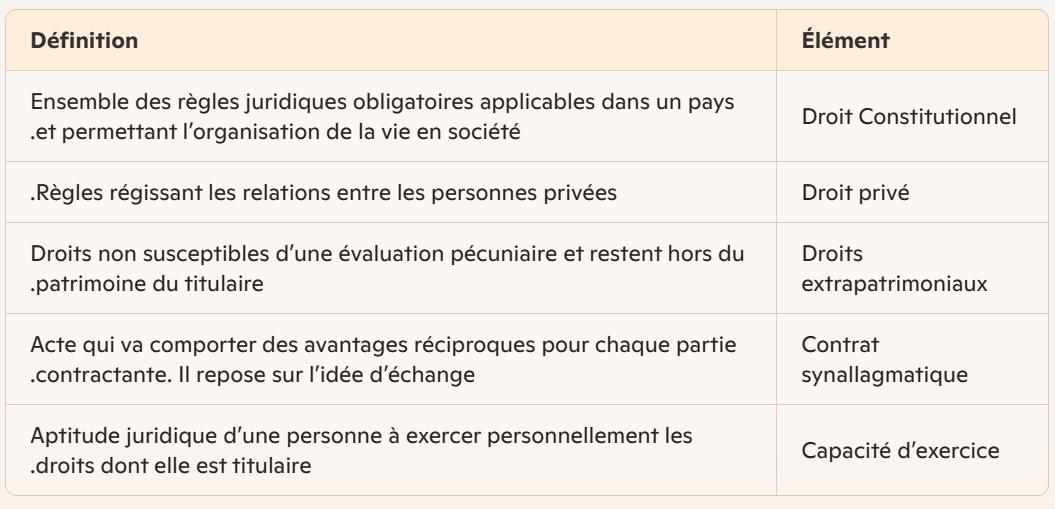 Définition
Élément
Ensemble des règles juridiques obligatoires applicables dans un pays
.et permettant l’organisation de la vie en société
Droit Constitutionnel
.Règles régissant les relations entre les personnes privées
Droit privé
Droits non susceptibles d’une évaluation pécuniaire et restent hors du
.patrimoine du titulaire
Droits
extrapatrimoniaux
Acte qui va comporter des avantages réciproques pour chaque partie
.contractante. Il repose sur l’idée d’échange
Contrat
synallagmatique
Aptitude juridique d’une personne à exercer personnellement les
.droits dont elle est titulaire
Capacité d’exercice